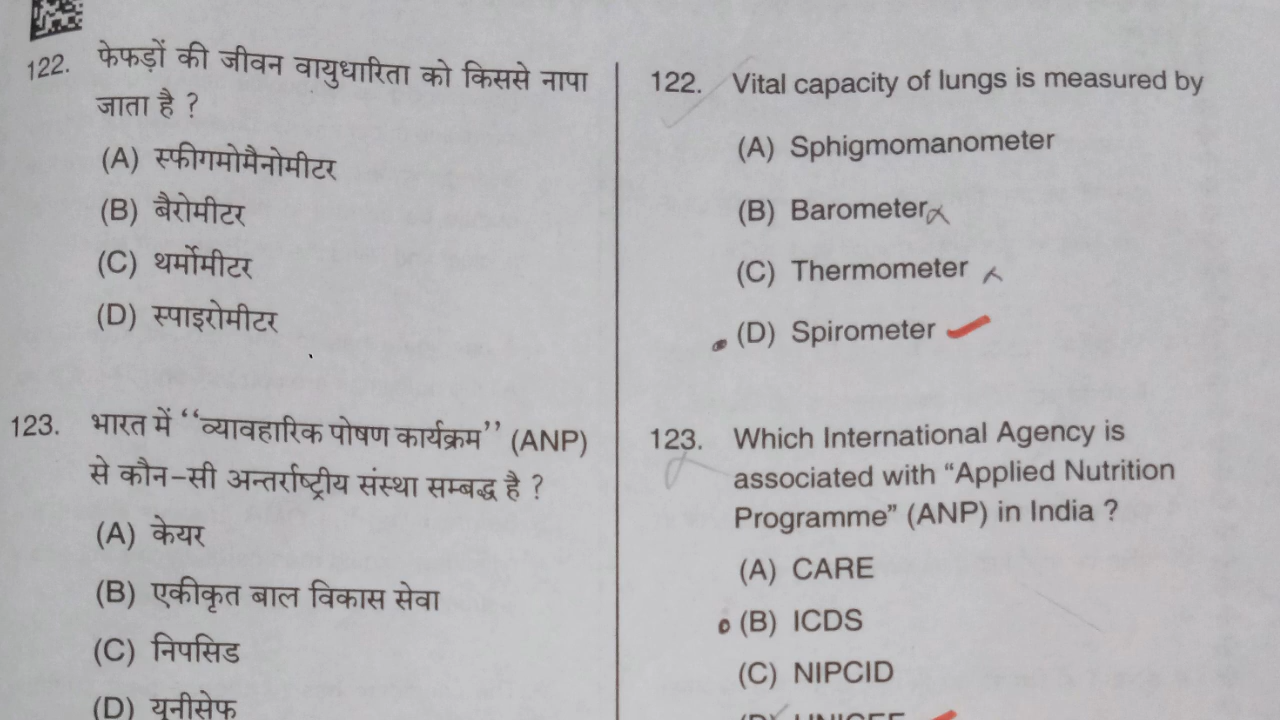 122. फेफड़ों की जीवन वायुधारिता को किससे नापा
जाता है ?
(A) स्फीगमोमैनोमीटर
(B) बैरोमीटर
(C) थर्मोमीटर
(D) स्पाइरोमीटर
123. भारत में ‘‘व्यावहारिक पोषण कार्यक्रम’’ (ANP)
से कौन-सी अन्तर्राष्ट्रीय संस्था सम्बद्ध है ?
(A) केयर
(B) एकीकृत बाल विकास सेवा
(C) निपसिड
(D) यूनीसेफ
122. Vital capacity of lungs is measured by
(A) Sphigmomanometer
(B) Barometer
(C) Thermometer
(D) Spirometer
123. Which International Agency is
associated with “Applied Nutrition
Programme” (ANP) in India ?
(A) CARE
(B) ICDS
(C) NIPCID
(D) UNICEF